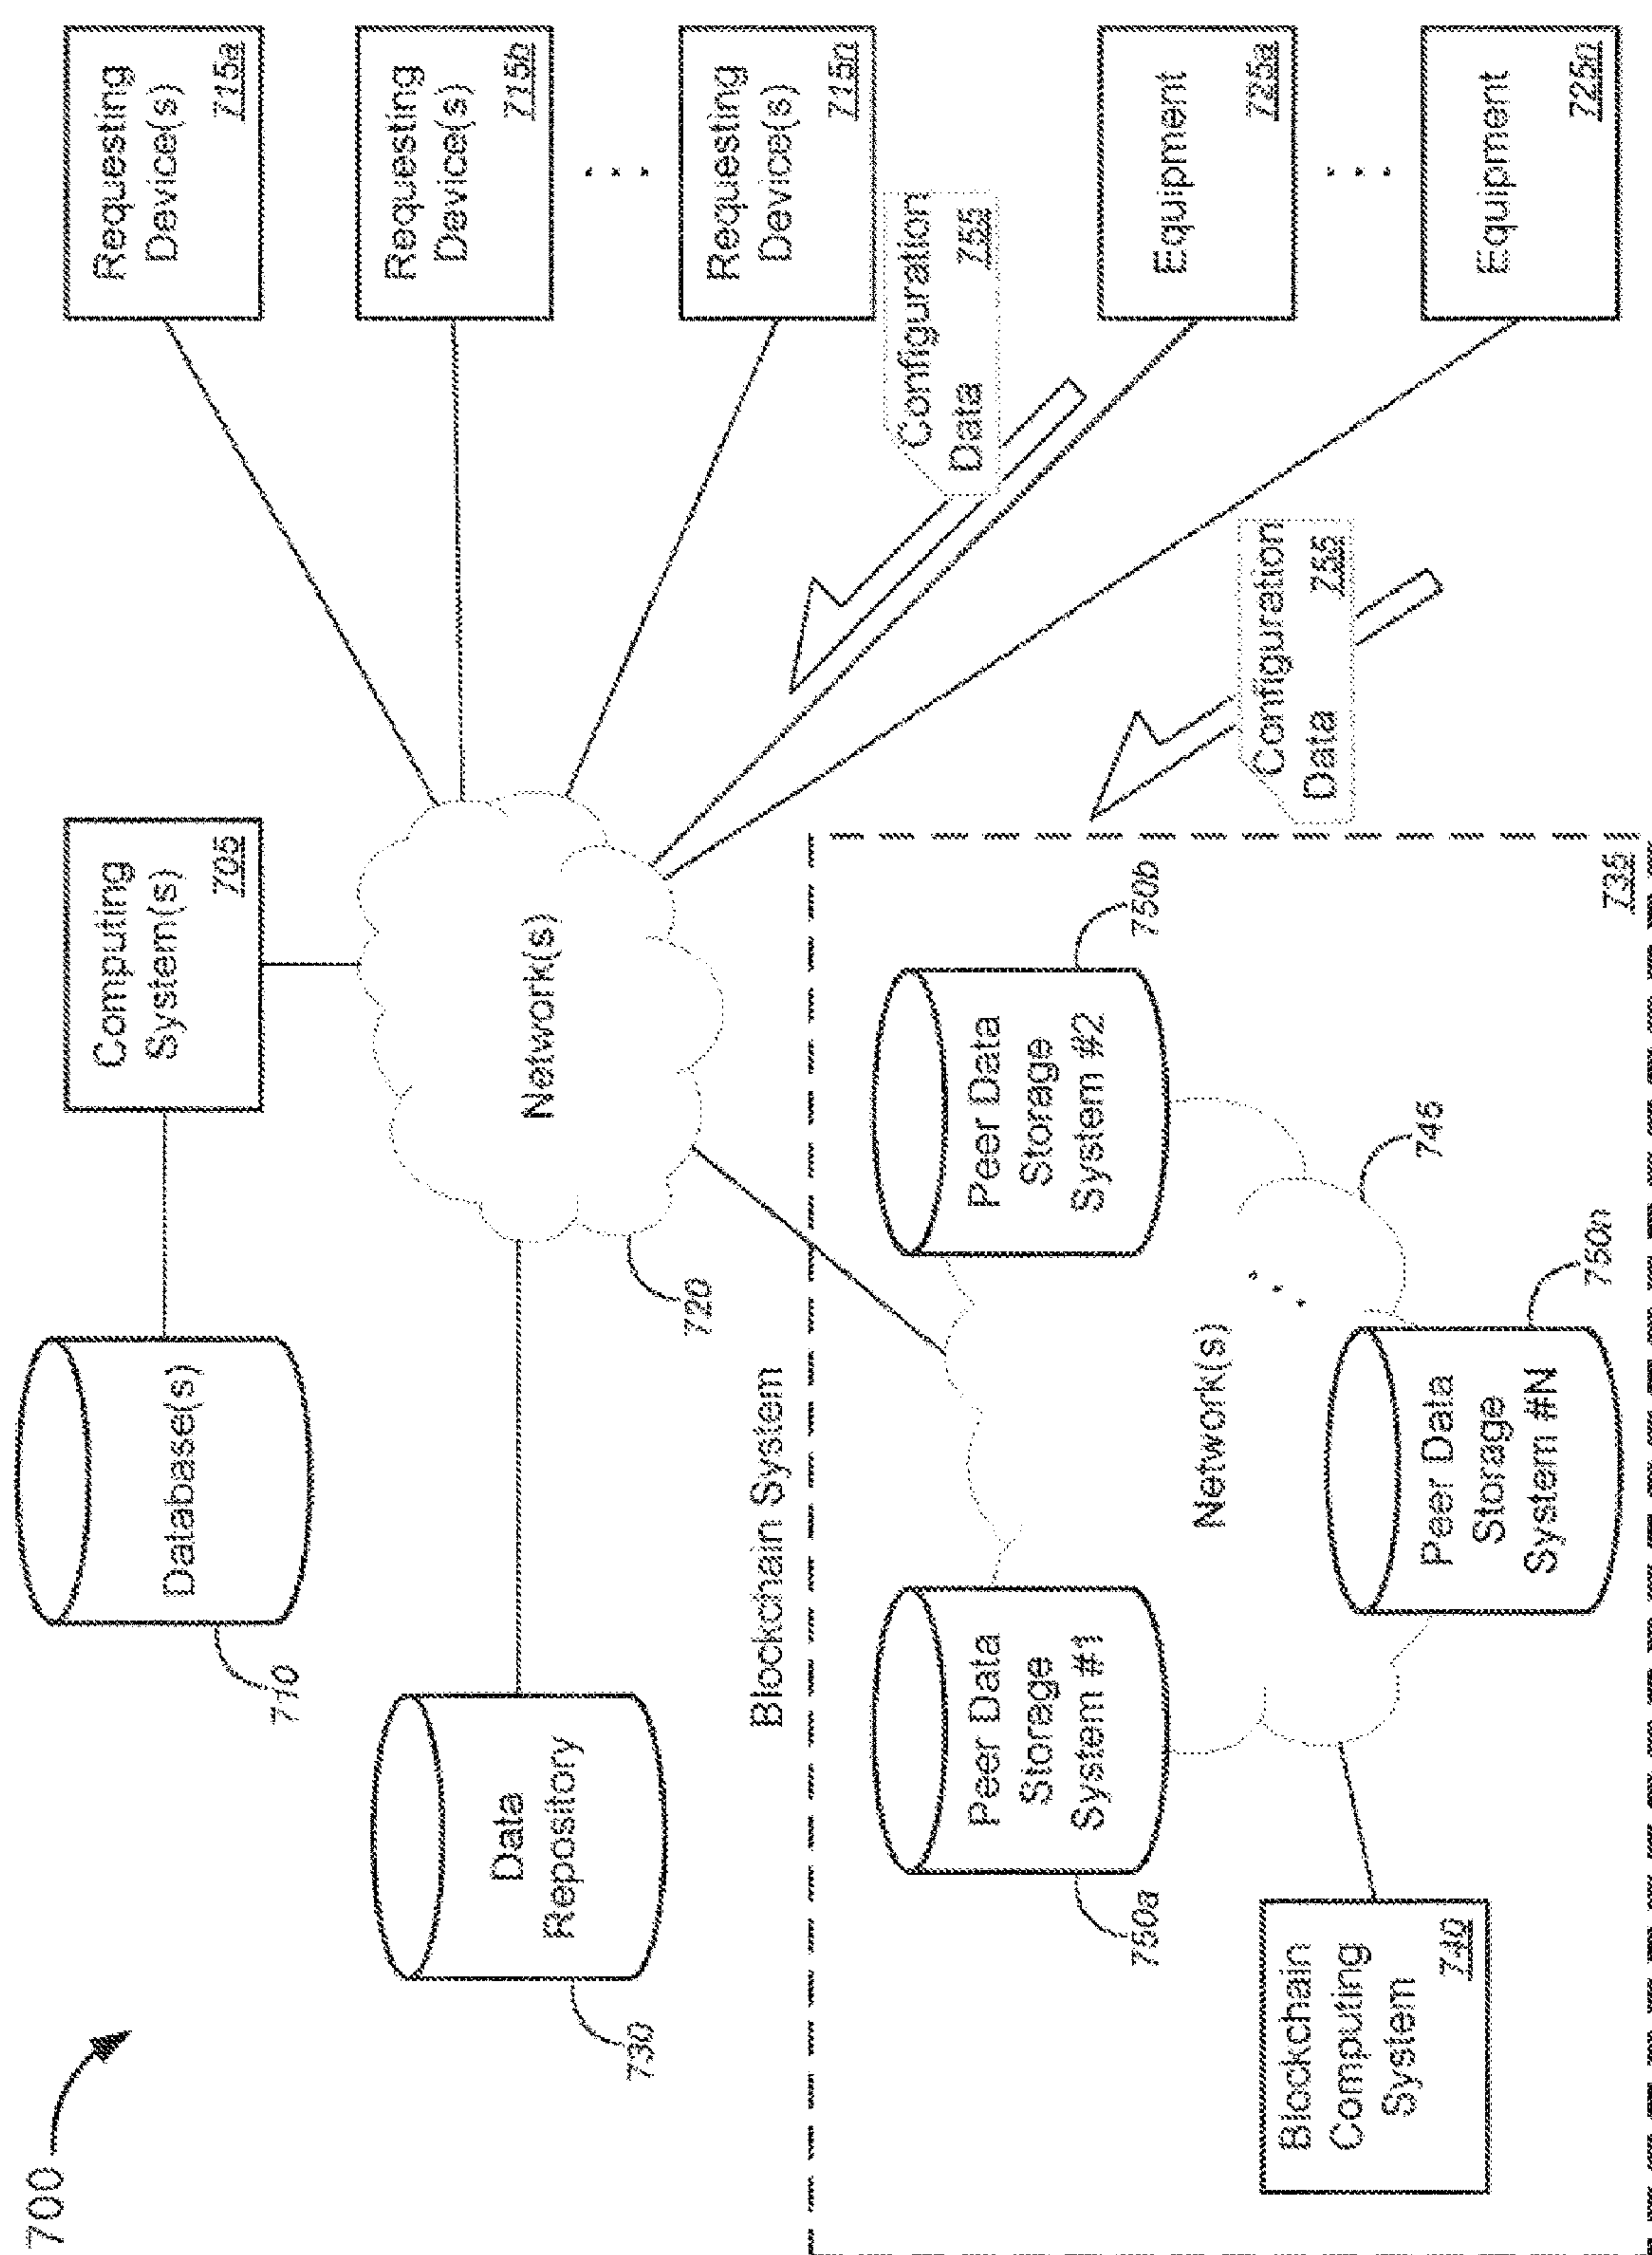 700
Database(s)
710
Computing
System(s)
705
Requesting
Device(s)
715a
Requesting
Device(s)
715b
. . .
Requesting
Device(s)
715n
Data
Repository
730
Network(s)
720
Configuration
Data
755
Equipment
725a
. . .
Equipment
725n
Configuration
Data
755
Blockchain System
735
Peer Data
Storage
System #1
750a
Peer Data
Storage
System #2
750b
Network(s)
745
. . .
Peer Data
Storage
System #N
750n
Blockchain
Computing
System
740